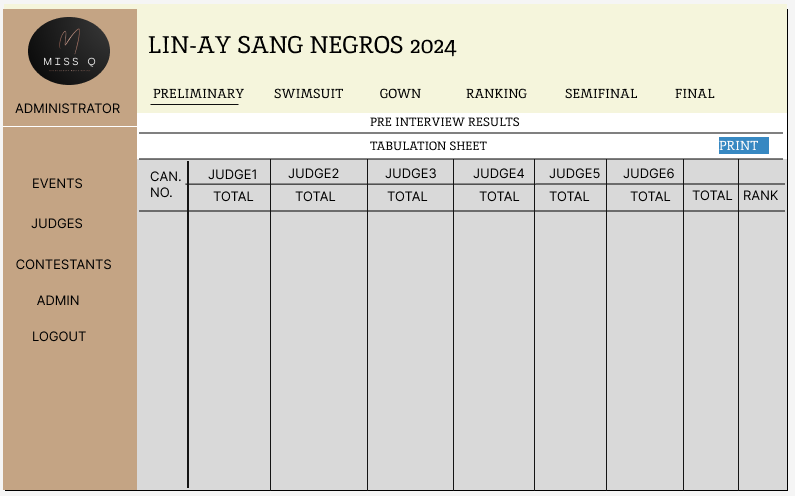 MISS Q
ADMINISTRATOR
EVENTS
JUDGES
CONTESTANTS
ADMIN
LOGOUT
LIN-AY SANG NEGROS 2024
PRELIMINARY SWIMSUIT GOWN RANKING SEMIFINAL FINAL
PRE INTERVIEW RESULTS
TABULATION SHEET PRINT
CAN. NO. JUDGE1 JUDGE2 JUDGE3 JUDGE4 JUDGE5 JUDGE6
TOTAL TOTAL TOTAL TOTAL TOTAL TOTAL TOTAL RANK